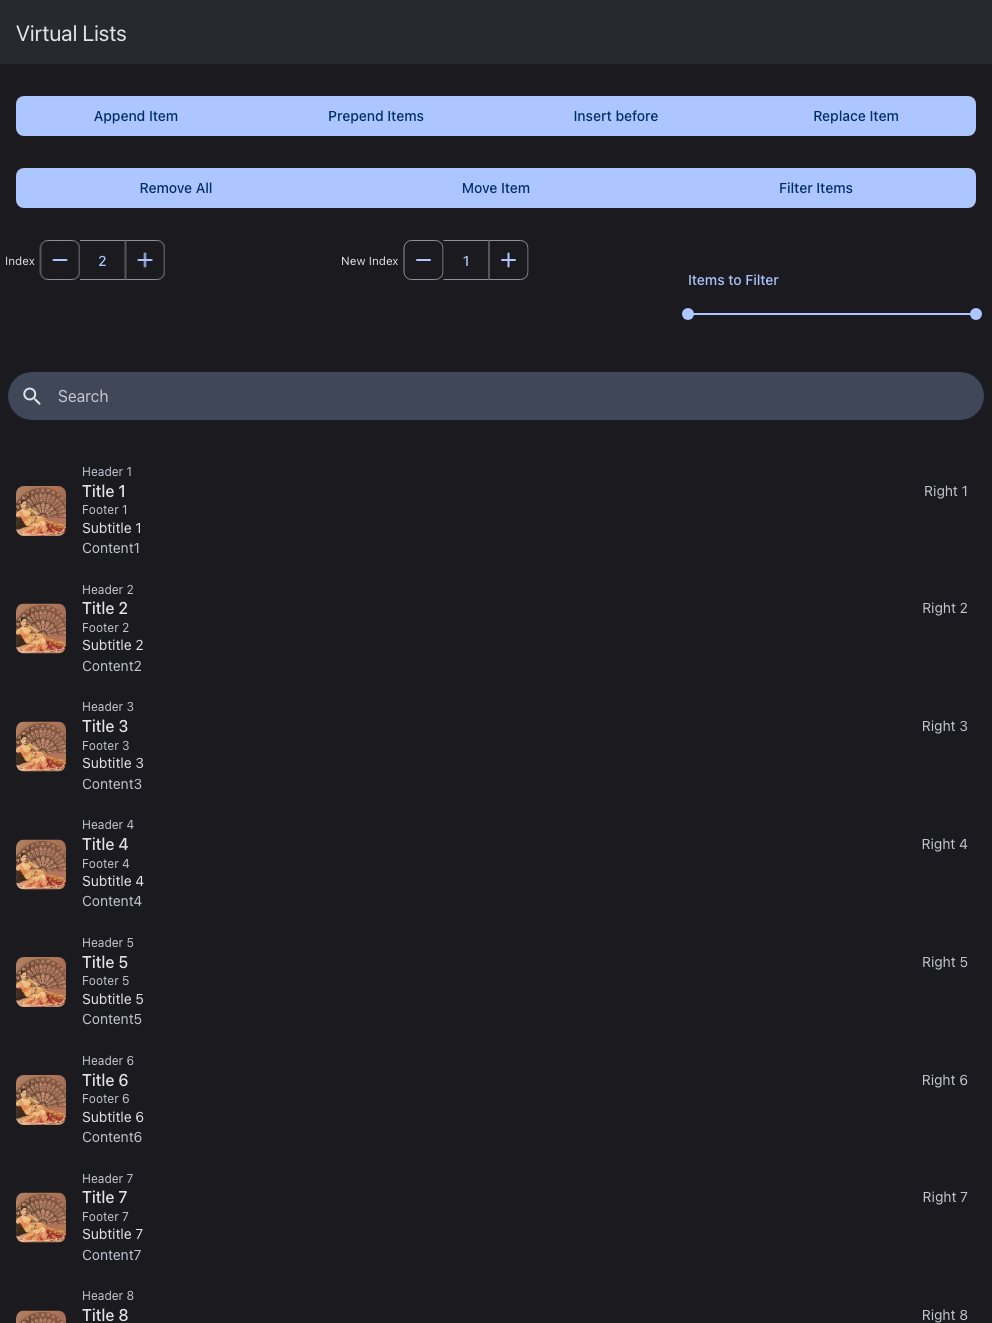 Virtual Lists
Append Item Prepend Items Insert before Replace Item
Remove All Move Item Filter Items
Index 2 New Index 1
Items to Filter
Search
Header 1
Title 1 Right 1
Footer 1
Subtitle 1
Content1
Header 2
Title 2 Right 2
Footer 2
Subtitle 2
Content2
Header 3
Title 3 Right 3
Footer 3
Subtitle 3
Content3
Header 4
Title 4 Right 4
Footer 4
Subtitle 4
Content4
Header 5
Title 5 Right 5
Footer 5
Subtitle 5
Content5
Header 6
Title 6 Right 6
Footer 6
Subtitle 6
Content6
Header 7
Title 7 Right 7
Footer 7
Subtitle 7
Content7
Header 8
Title 8 Right 8